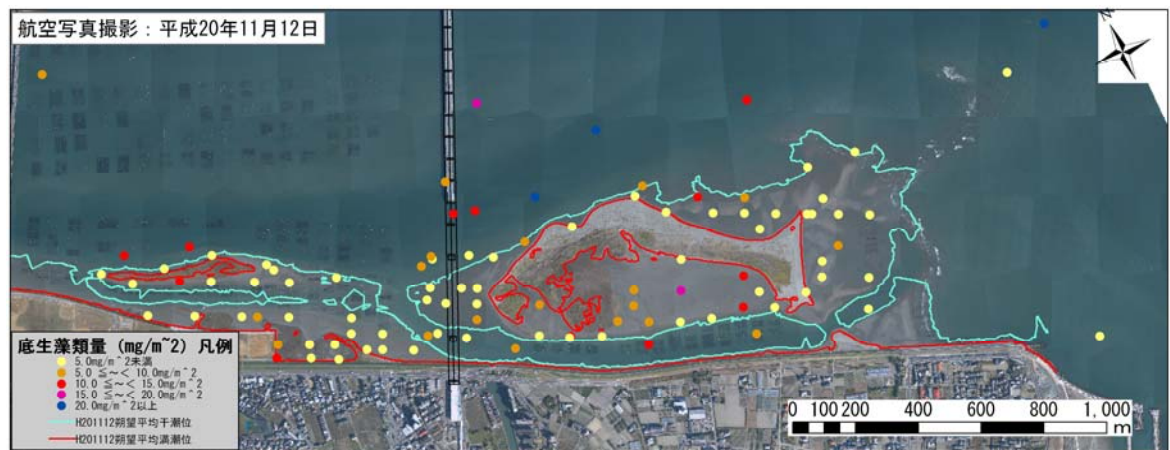 航空写真撮影：平成20年11月12日
N
底生藻類量（mg/m~2）凡例
5.0mg/m^2未満
5.0 ≦～＜ 10.0mg/m^2
10.0 ≦～＜ 15.0mg/m^2
15.0 ≦～＜ 20.0mg/m^2
20.0mg/m^2以上
H201112朔望平均干潮位
H201112朔望平均満潮位
0 100 200 400 600 800 1,000
m